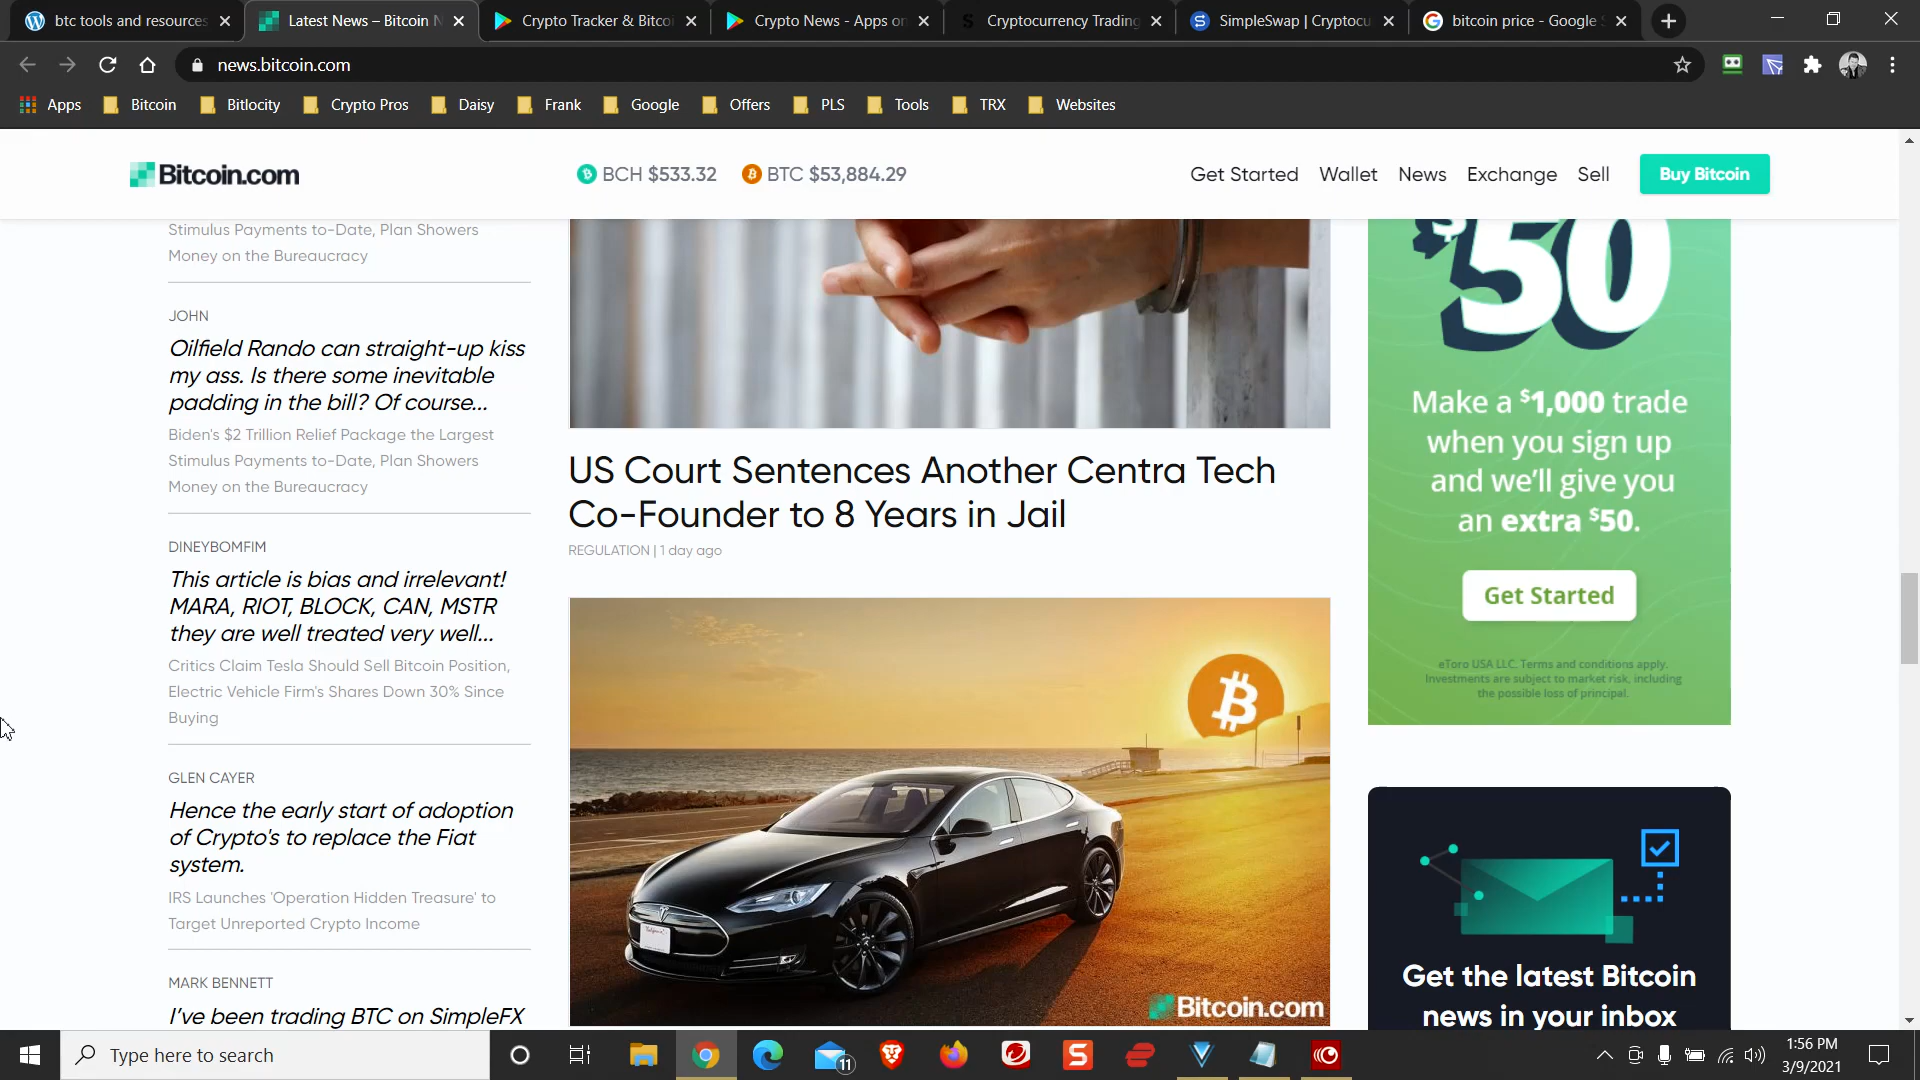 btc tools and resources
Latest News – Bitcoin N
Crypto Tracker & Bitcoi
Crypto News - Apps on
Cryptocurrency Trading
SimpleSwap | Cryptocu
bitcoin price - Google S
news.bitcoin.com
Apps
Bitcoin
Bitlocity
Crypto Pros
Daisy
Frank
Google
Offers
PLS
Tools
TRX
Websites
Bitcoin.com
BCH $533.32
BTC $53,884.29
Get Started
Wallet
News
Exchange
Sell
Buy Bitcoin
Stimulus Payments to-Date, Plan Showers
Money on the Bureaucracy
JOHN
Oilfield Rando can straight-up kiss
my ass. Is there some inevitable
padding in the bill? Of course...
Biden's $2 Trillion Relief Package the Largest
Stimulus Payments to-Date, Plan Showers
Money on the Bureaucracy
DINEYBOMFIM
This article is bias and irrelevant!
MARA, RIOT, BLOCK, CAN, MSTR
they are well treated very well...
Critics Claim Tesla Should Sell Bitcoin Position,
Electric Vehicle Firm's Shares Down 30% Since
Buying
GLEN CAYER
Hence the early start of adoption
of Crypto's to replace the Fiat
system.
IRS Launches 'Operation Hidden Treasure' to
Target Unreported Crypto Income
MARK BENNETT
I've been trading BTC on SimpleFX
US Court Sentences Another Centra Tech
Co-Founder to 8 Years in Jail
REGULATION | 1 day ago
Bitcoin.com
$50
Make a $1,000 trade
when you sign up
and we'll give you
an extra $50.
Get Started
eToro USA LLC. Terms and conditions apply.
Investments are subject to market risk, including
the possible loss of principal.
Get the latest Bitcoin
news in your inbox
Type here to search
11
1:56 PM
3/9/2021